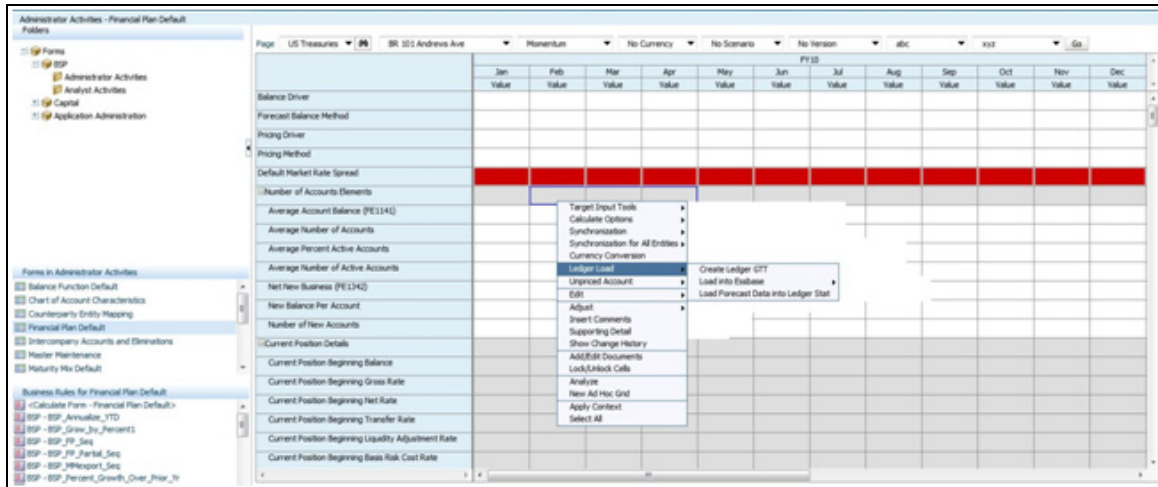 Administrator Activities - Financial Plan Default
Folders
Forms
BSP
Administrator Activities
Analyst Activities
Capital
Application Administration
Forms in Administrator Activities
Balance Function Default
Chart of Account Characteristics
Counterparty Entity Mapping
Financial Plan Default
Intercompany Accounts and Eliminations
Master Maintenance
Maturity Mix Default
Business Rules for Financial Plan Default
<Calculate Form - Financial Plan Default>
BSP - BSP_Annualize_YTD
BSP - BSP_Grow_by_Percent1
BSP - BSP_FP_Seq
BSP - BSP_FP_Partial_Seq
BSP - BSP_MMexport_Seq
BSP - BSP_Percent_Growth_Over_Prior_Yr
Page US Treasuries BR 101 Andrews Ave Momentum No Currency No Scenario No Version abc xyz Go
FY10
Jan Feb Mar Apr May Jun Jul Aug Sep Oct Nov Dec
Value Value Value Value Value Value Value Value Value Value Value Value
Balance Driver
Forecast Balance Method
Pricing Driver
Pricing Method
Default Market Rate Spread
Number of Accounts Elements
Average Account Balance (FE1141)
Average Number of Accounts
Average Percent Active Accounts
Average Number of Active Accounts
Net New Business (FE1342)
New Balance Per Account
Number of New Accounts
Current Position Details
Current Position Beginning Balance
Current Position Beginning Gross Rate
Current Position Beginning Net Rate
Current Position Beginning Transfer Rate
Current Position Beginning Liquidity Adjustment Rate
Current Position Beginning Basis Risk Cost Rate
Target Input Tools
Calculate Options
Synchronization
Synchronization for All Entities
Currency Conversion
Ledger Load
Unpriced Account
Edit
Adjust
Insert Comments
Supporting Detail
Show Change History
Add/Edit Documents
Lock/Unlock Cells
Analyze
New Ad Hoc Grid
Apply Context
Select All
Create Ledger GTT
Load into Essbase
Load Forecast Data into Ledger Stat